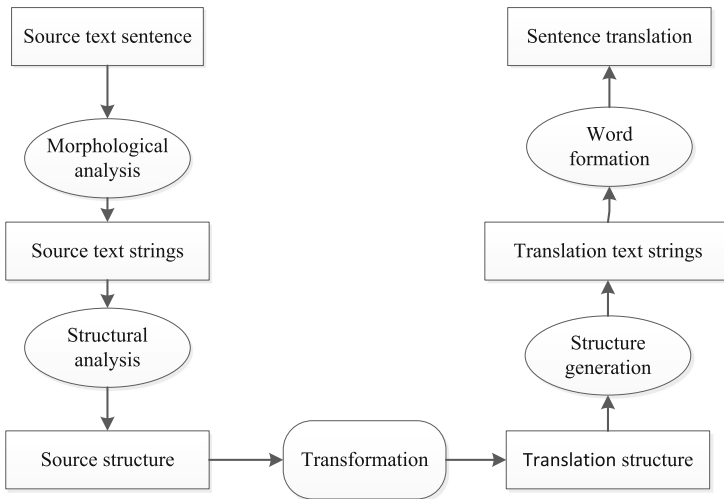 Source text sentence
Morphological
analysis
Source text strings
Structural
analysis
Source structure
Transformation
Translation structure
Structure
generation
Translation text strings
Word
formation
Sentence translation